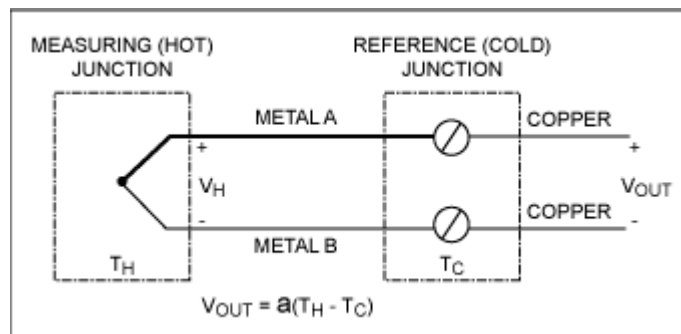 MEASURING (HOT)
JUNCTION
REFERENCE (COLD)
JUNCTION
METAL A
COPPER
+
+
VH
VOUT
-
-
COPPER
METAL B
TH
TC
VOUT = a(TH - TC)